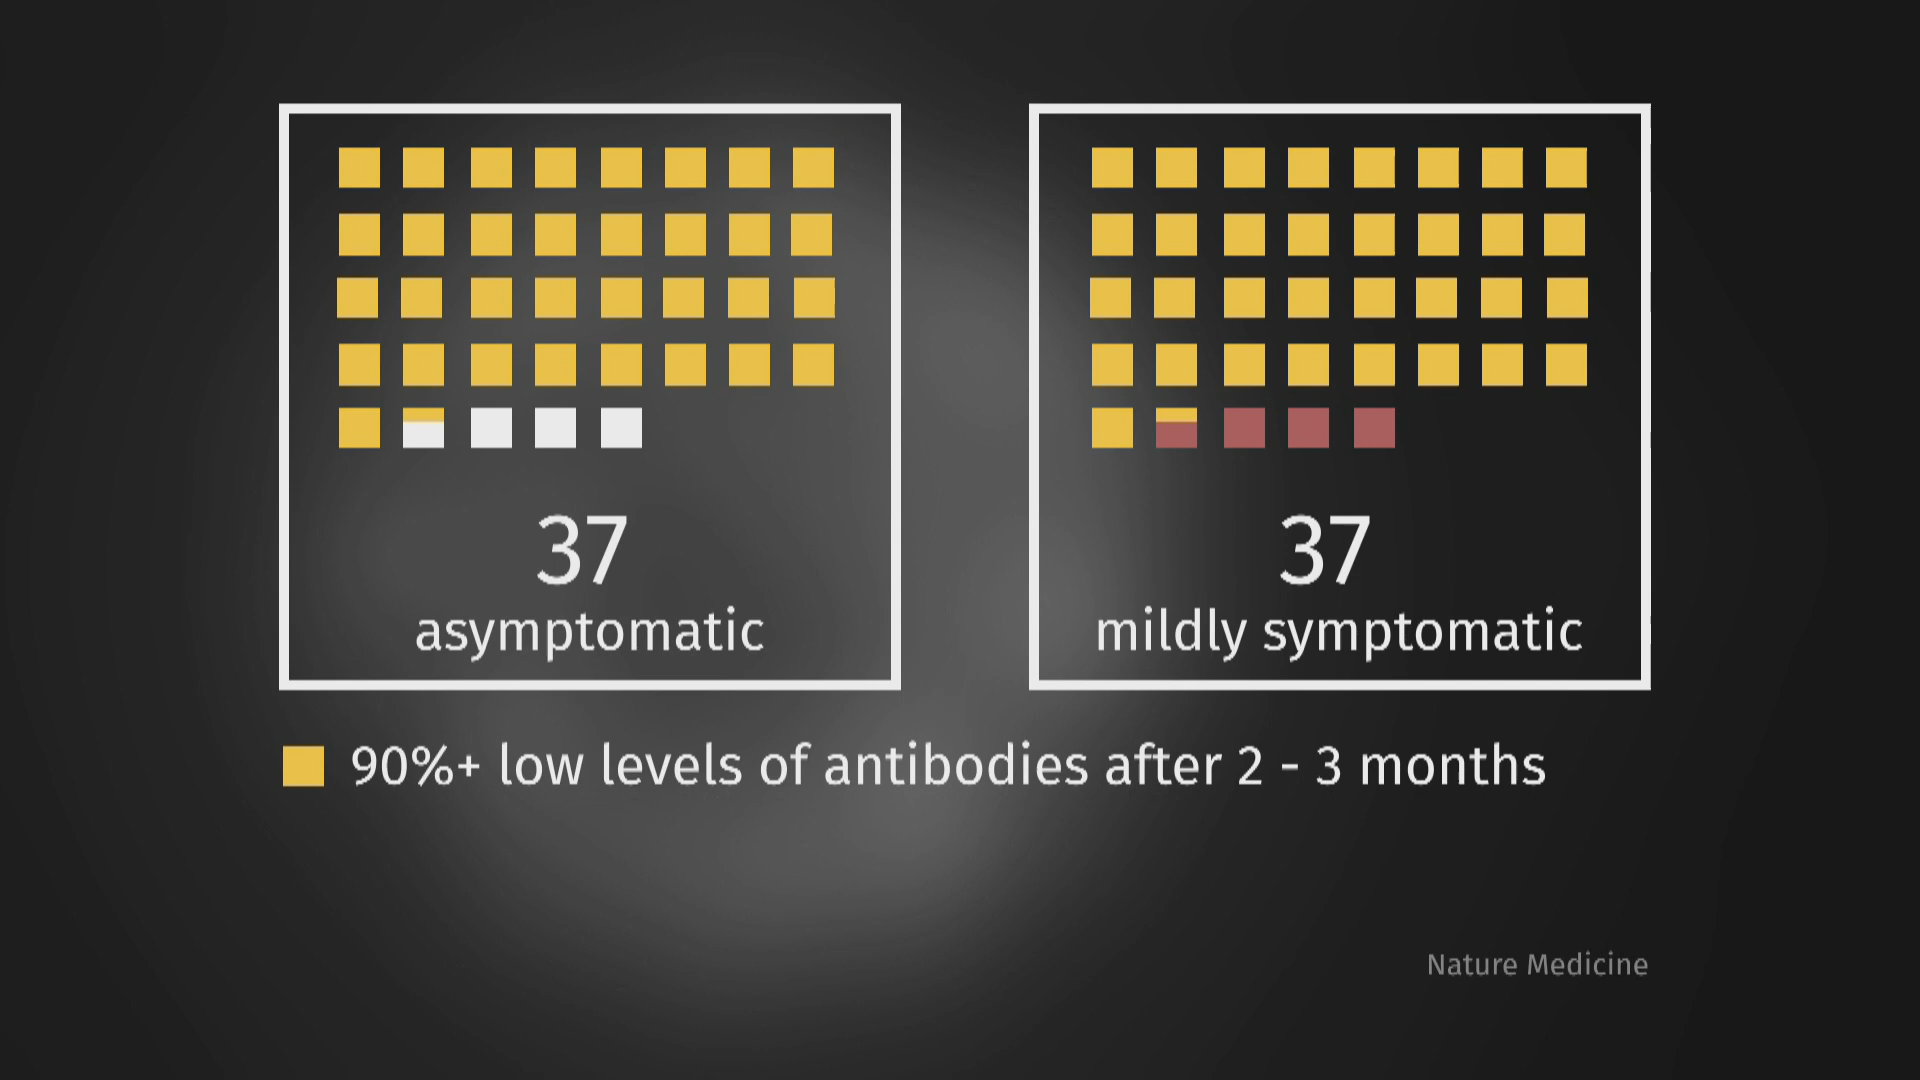 37
asymptomatic
37
mildly symptomatic
90%+ low levels of antibodies after 2 - 3 months
Nature Medicine